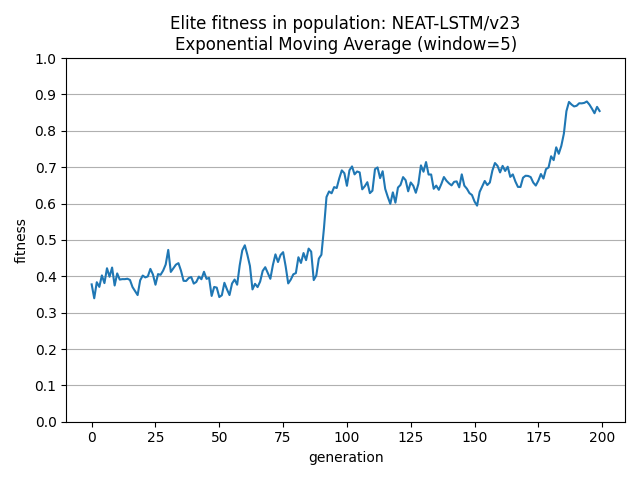 Elite fitness in population: NEAT-LSTM/v23
Exponential Moving Average (window=5)
fitness
1.0
0.9
0.8
0.7
0.6
0.5
0.4
0.3
0.2
0.1
0.0
0 25 50 75 100 125 150 175 200
generation